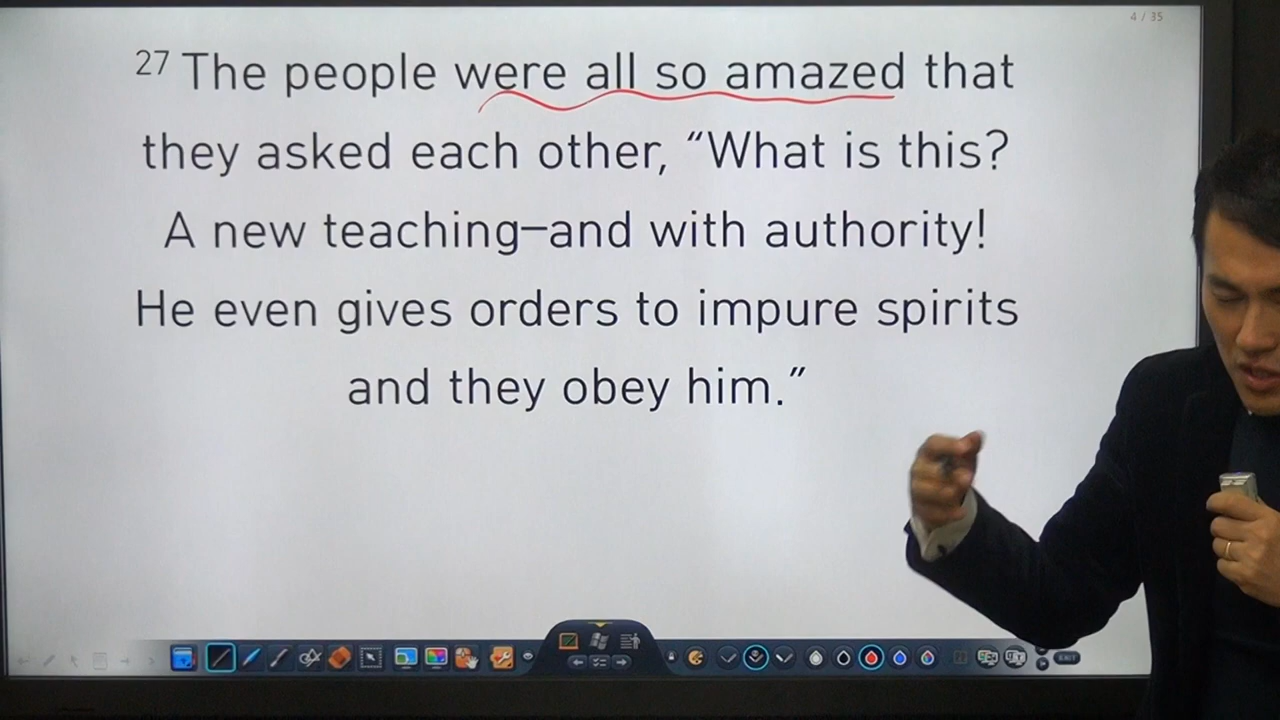 4 / 35
27 The people were all so amazed that
they asked each other, “What is this?
A new teaching—and with authority!
He even gives orders to impure spirits
and they obey him.”
EXIT